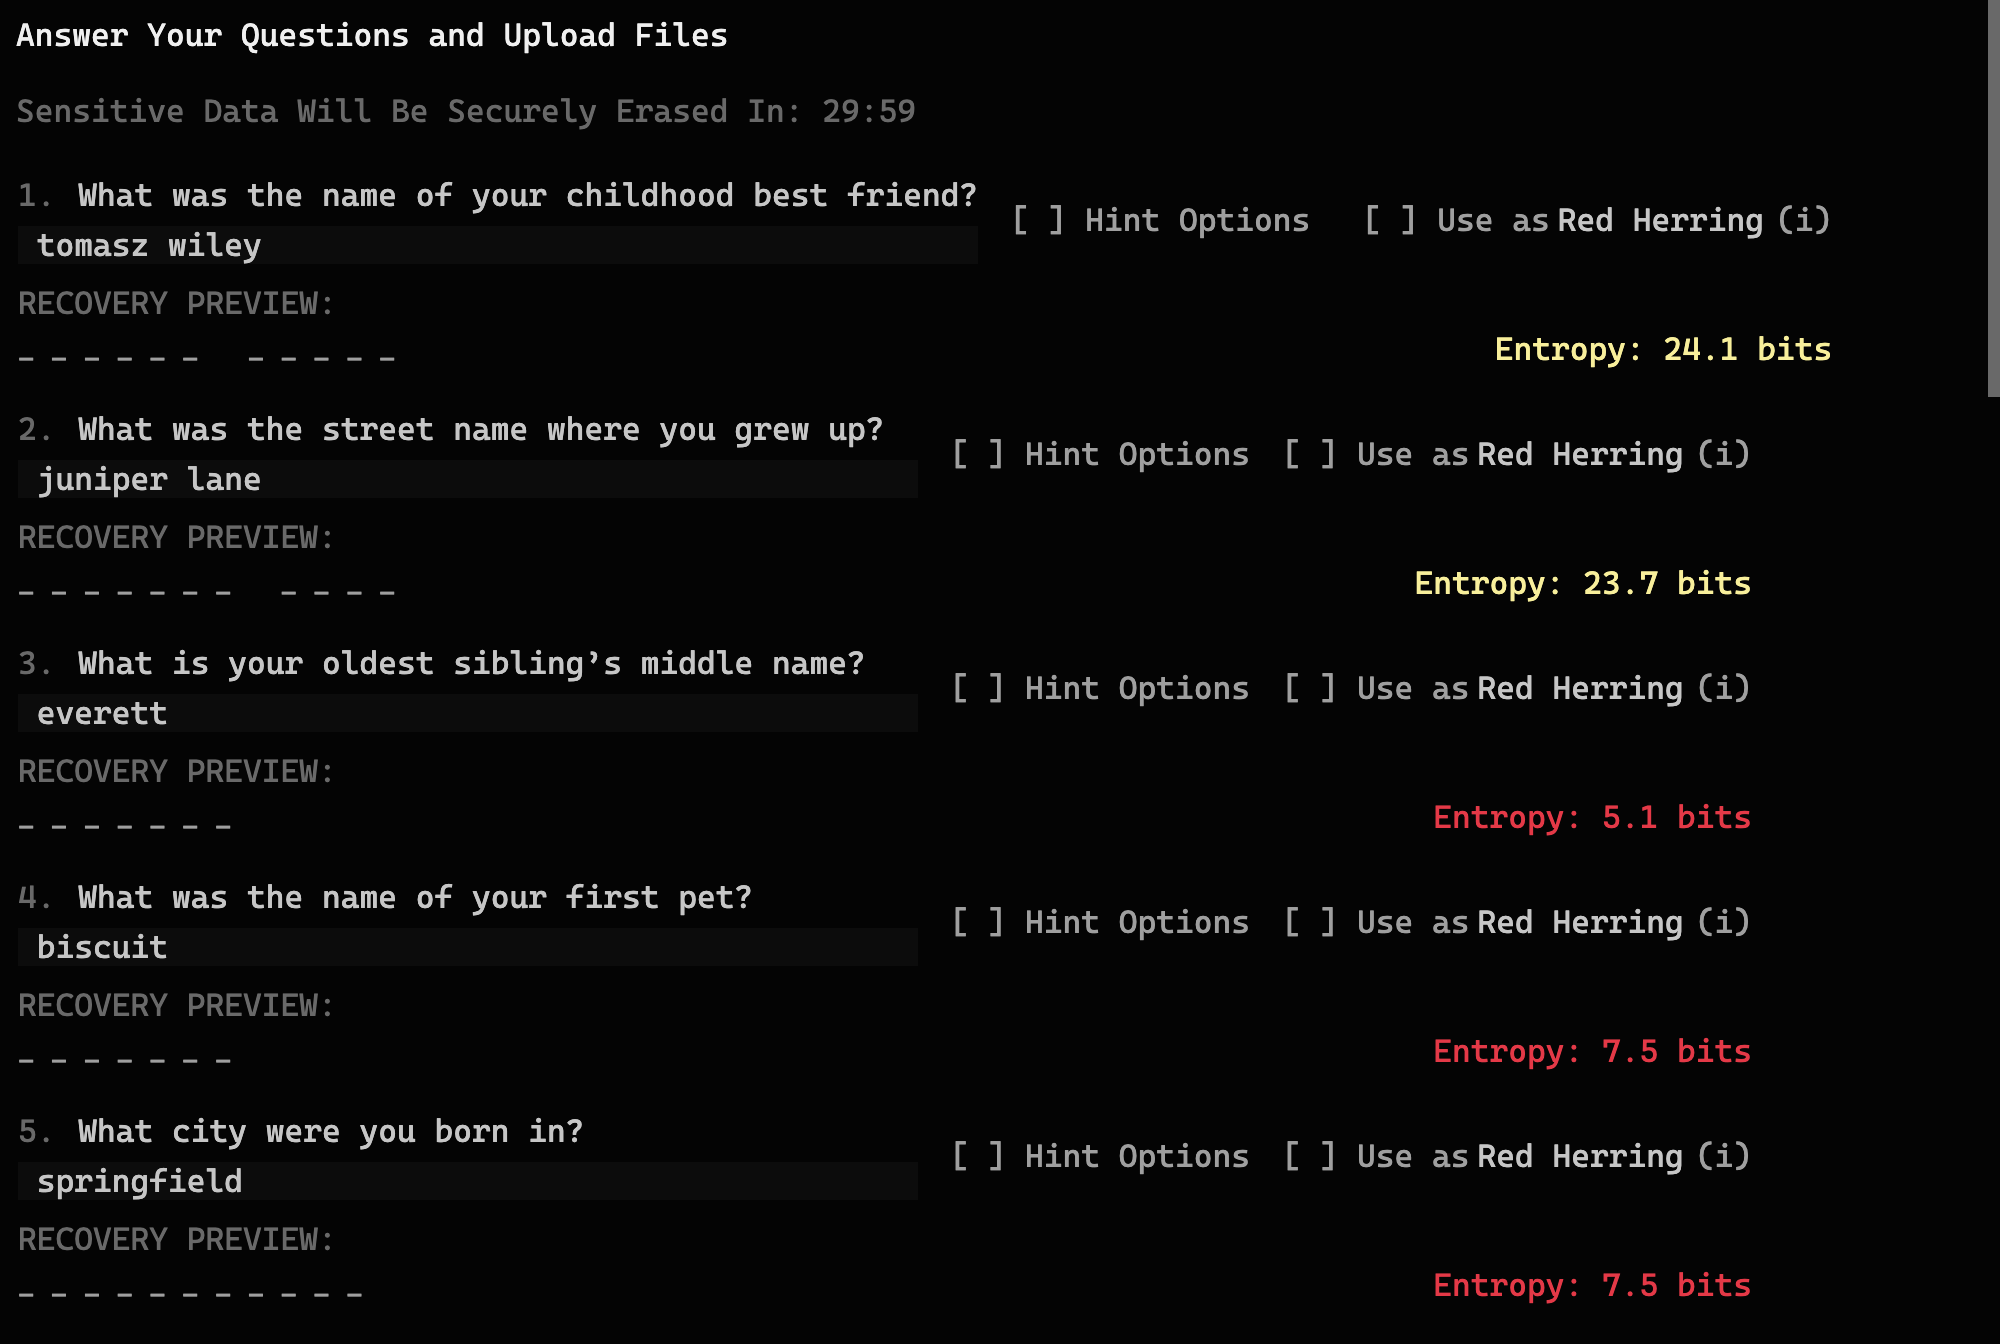 Answer Your Questions and Upload Files
Sensitive Data Will Be Securely Erased In: 29:59
1. What was the name of your childhood best friend?
[ ] Hint Options [ ] Use as Red Herring (i)
tomasz wiley
RECOVERY PREVIEW:
_ _ _ _ _ _  _ _ _ _ _
Entropy: 24.1 bits
2. What was the street name where you grew up?
[ ] Hint Options [ ] Use as Red Herring (i)
juniper lane
RECOVERY PREVIEW:
_ _ _ _ _ _ _  _ _ _ _
Entropy: 23.7 bits
3. What is your oldest sibling’s middle name?
[ ] Hint Options [ ] Use as Red Herring (i)
everett
RECOVERY PREVIEW:
_ _ _ _ _ _ _
Entropy: 5.1 bits
4. What was the name of your first pet?
[ ] Hint Options [ ] Use as Red Herring (i)
biscuit
RECOVERY PREVIEW:
_ _ _ _ _ _ _
Entropy: 7.5 bits
5. What city were you born in?
[ ] Hint Options [ ] Use as Red Herring (i)
springfield
RECOVERY PREVIEW:
_ _ _ _ _ _ _ _ _ _ _
Entropy: 7.5 bits